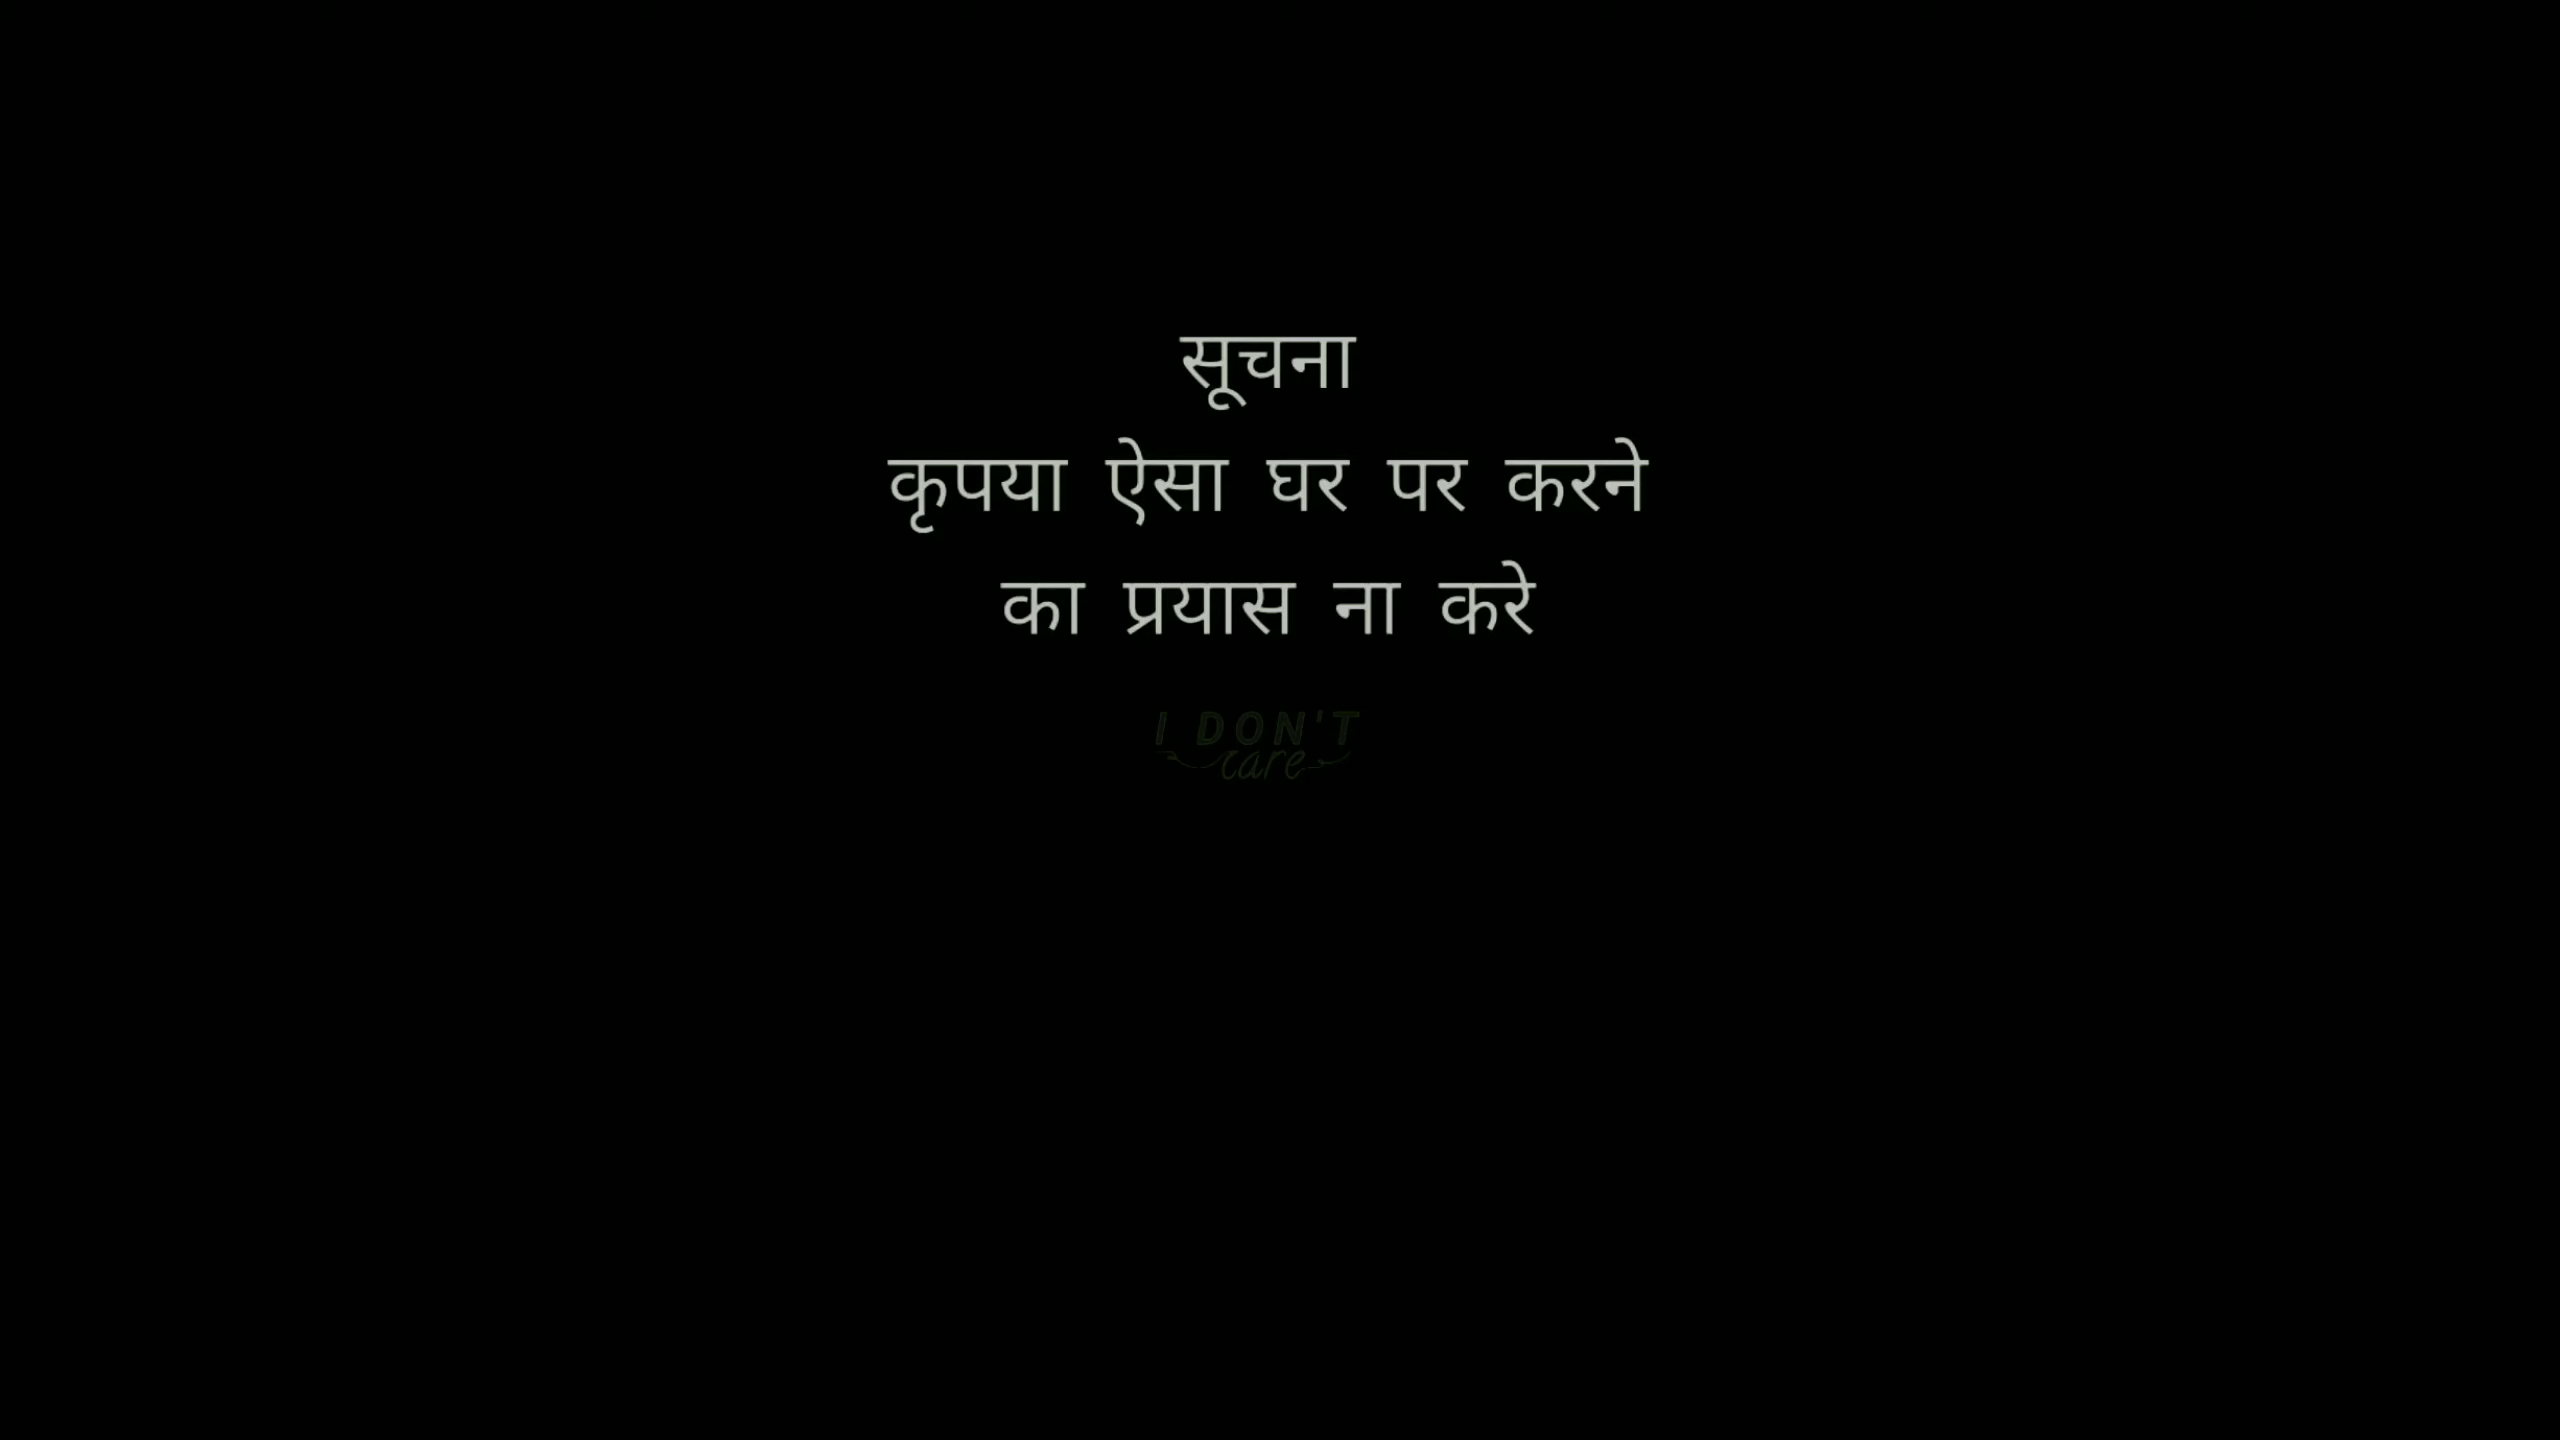 सूचना
कृपया ऐसा घर पर करने
का प्रयास ना करे
I DON'T
care